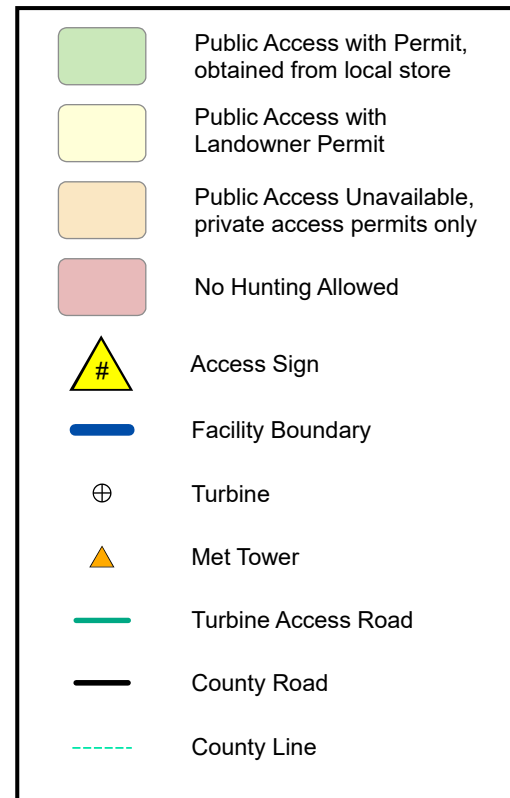 Public Access with Permit,
obtained from local store
Public Access with
Landowner Permit
Public Access Unavailable,
private access permits only
No Hunting Allowed
#
Access Sign
Facility Boundary
Turbine
Met Tower
Turbine Access Road
County Road
County Line